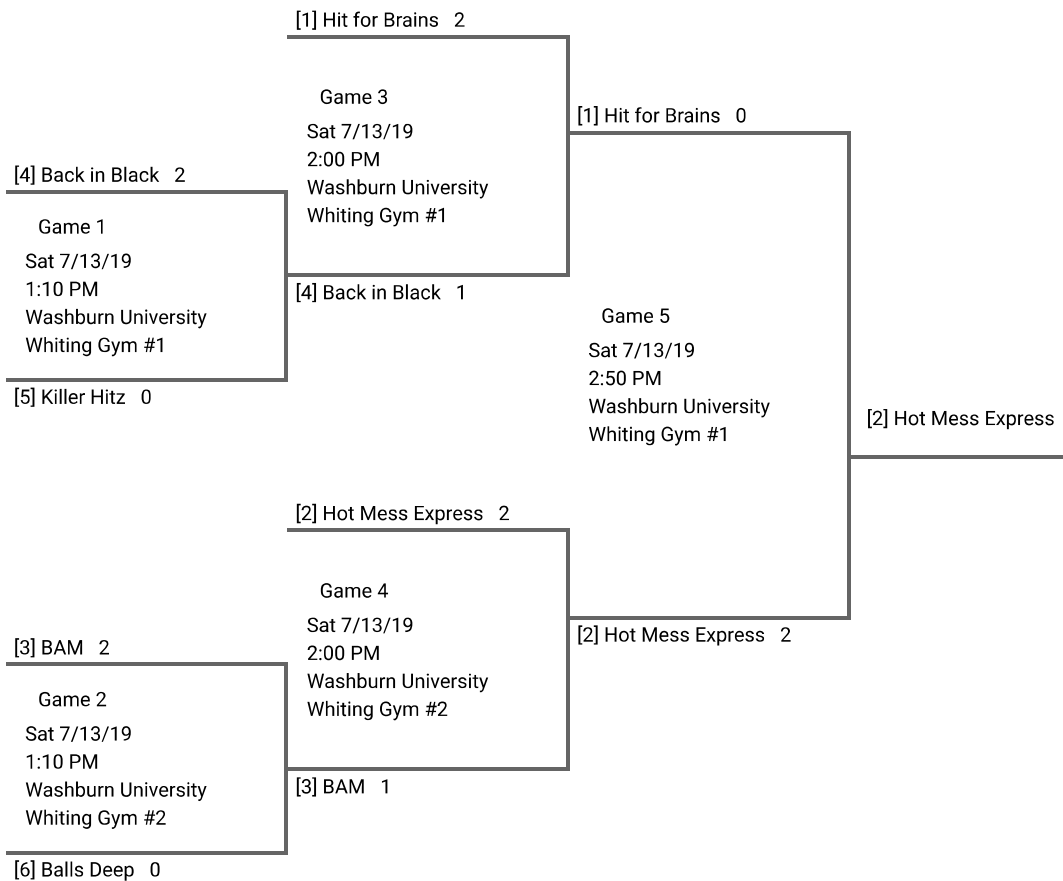 [1] Hit for Brains 2
Game 3
Sat 7/13/19
2:00 PM
Washburn University
Whiting Gym #1
[1] Hit for Brains 0
[4] Back in Black 2
Game 1
Sat 7/13/19
1:10 PM
Washburn University
Whiting Gym #1
[5] Killer Hitz 0
[4] Back in Black 1
Game 5
Sat 7/13/19
2:50 PM
Washburn University
Whiting Gym #1
[2] Hot Mess Express
[2] Hot Mess Express 2
Game 4
Sat 7/13/19
2:00 PM
Washburn University
Whiting Gym #2
[2] Hot Mess Express 2
[3] BAM 2
Game 2
Sat 7/13/19
1:10 PM
Washburn University
Whiting Gym #2
[3] BAM 1
[6] Balls Deep 0